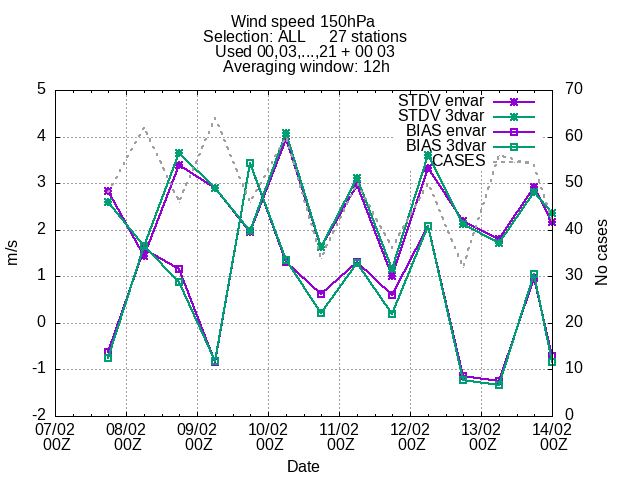 Wind speed 150hPa
Selection: ALL     27 stations
Used 00,03,...,21 + 00 03
Averaging window: 12h
STDV envar
STDV 3dvar
BIAS envar
BIAS 3dvar
CASES
5
4
3
2
1
0
-1
-2
m/s
70
60
50
40
30
20
10
0
No cases
07/02 08/02 09/02 10/02 11/02 12/02 13/02 14/02
00Z 00Z 00Z 00Z 00Z 00Z 00Z 00Z
Date